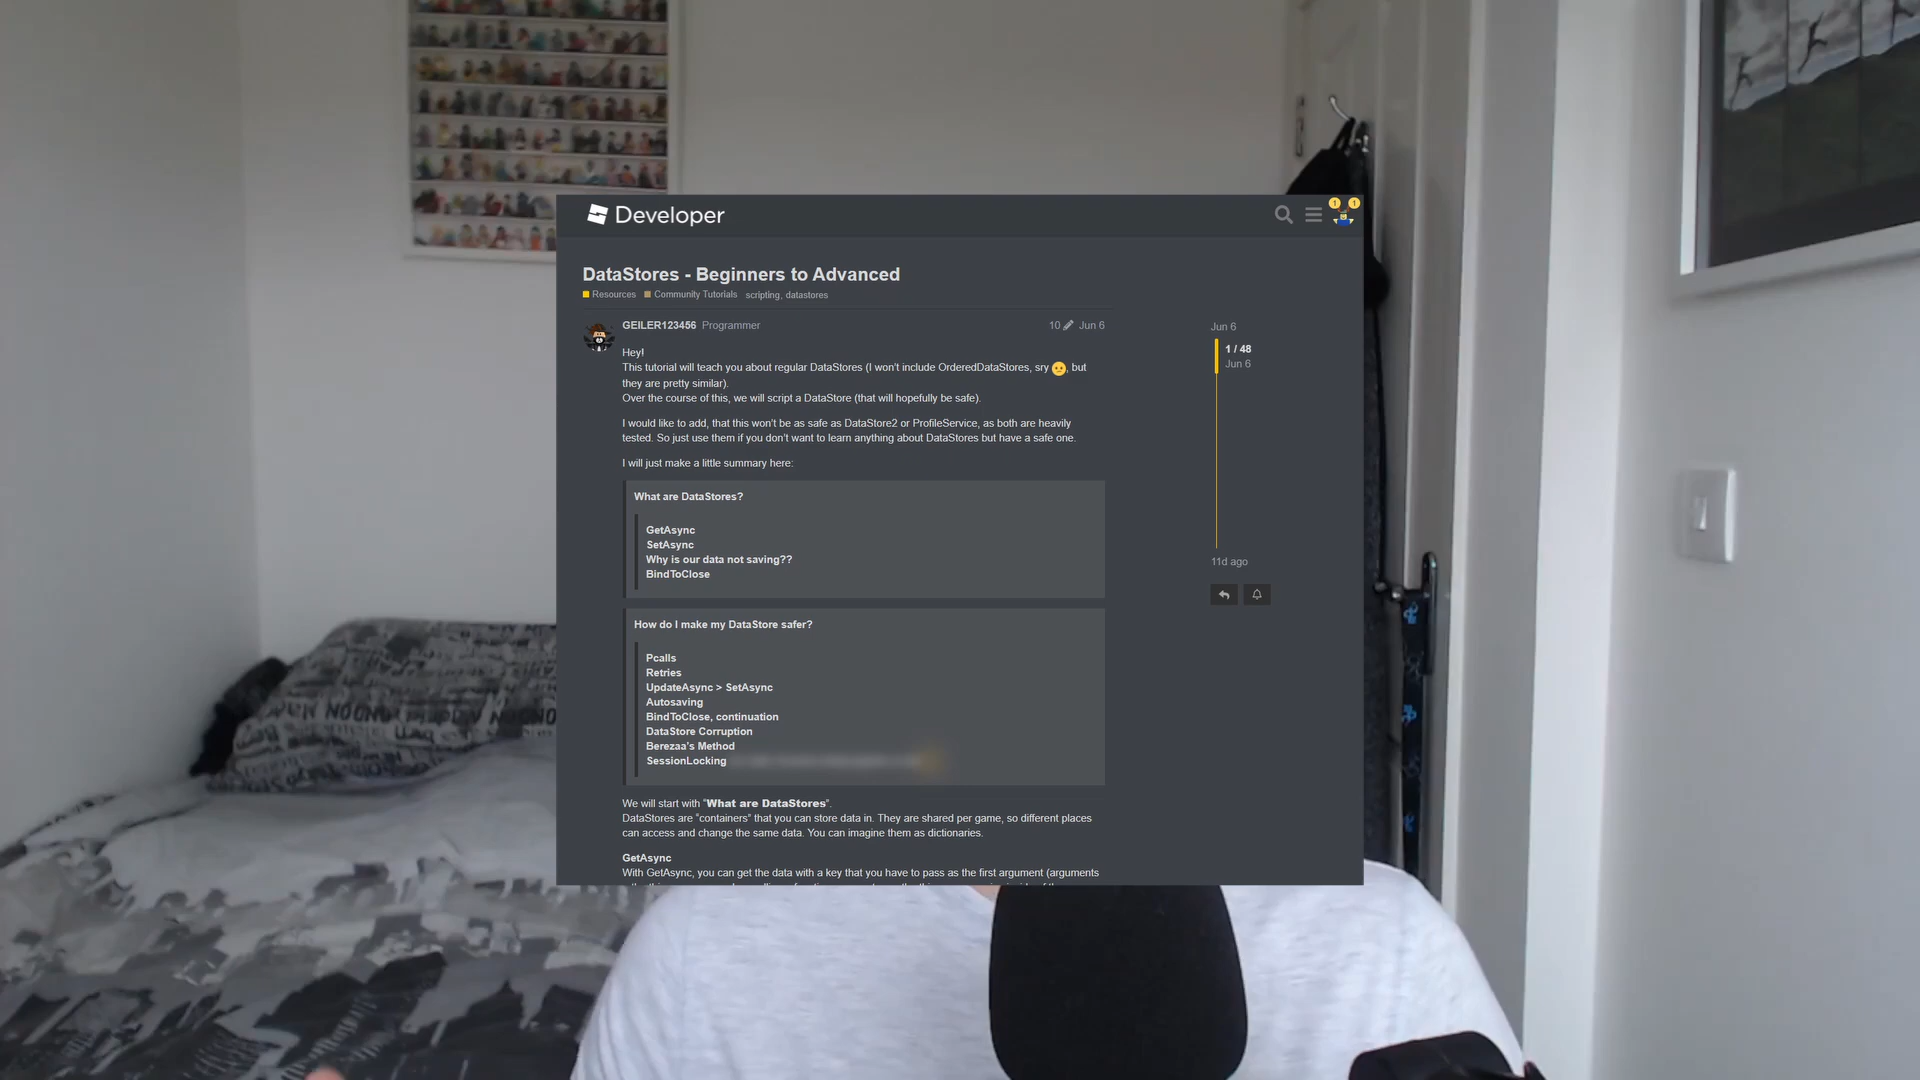 Developer
1 1
DataStores - Beginners to Advanced
Resources Community Tutorials scripting, datastores
GEILER123456 Programmer 10 Jun 6
Hey!
This tutorial will teach you about regular DataStores (I won't include OrderedDataStores, sry 😕, but
they are pretty similar).
Over the course of this, we will script a DataStore (that will hopefully be safe).
I would like to add, that this won't be as safe as DataStore2 or ProfileService, as both are heavily
tested. So just use them if you don't want to learn anything about DataStores but have a safe one.
I will just make a little summary here:
What are DataStores?
GetAsync
SetAsync
Why is our data not saving??
BindToClose
How do I make my DataStore safer?
Pcalls
Retries
UpdateAsync > SetAsync
Autosaving
BindToClose, continuation
DataStore Corruption
Berezaa's Method
SessionLocking
We will start with "What are DataStores".
DataStores are "containers" that you can store data in. They are shared per game, so different places
can access and change the same data. You can imagine them as dictionaries.
GetAsync
With GetAsync, you can get the data with a key that you have to pass as the first argument (arguments
Jun 6
1 / 48
Jun 6
11d ago